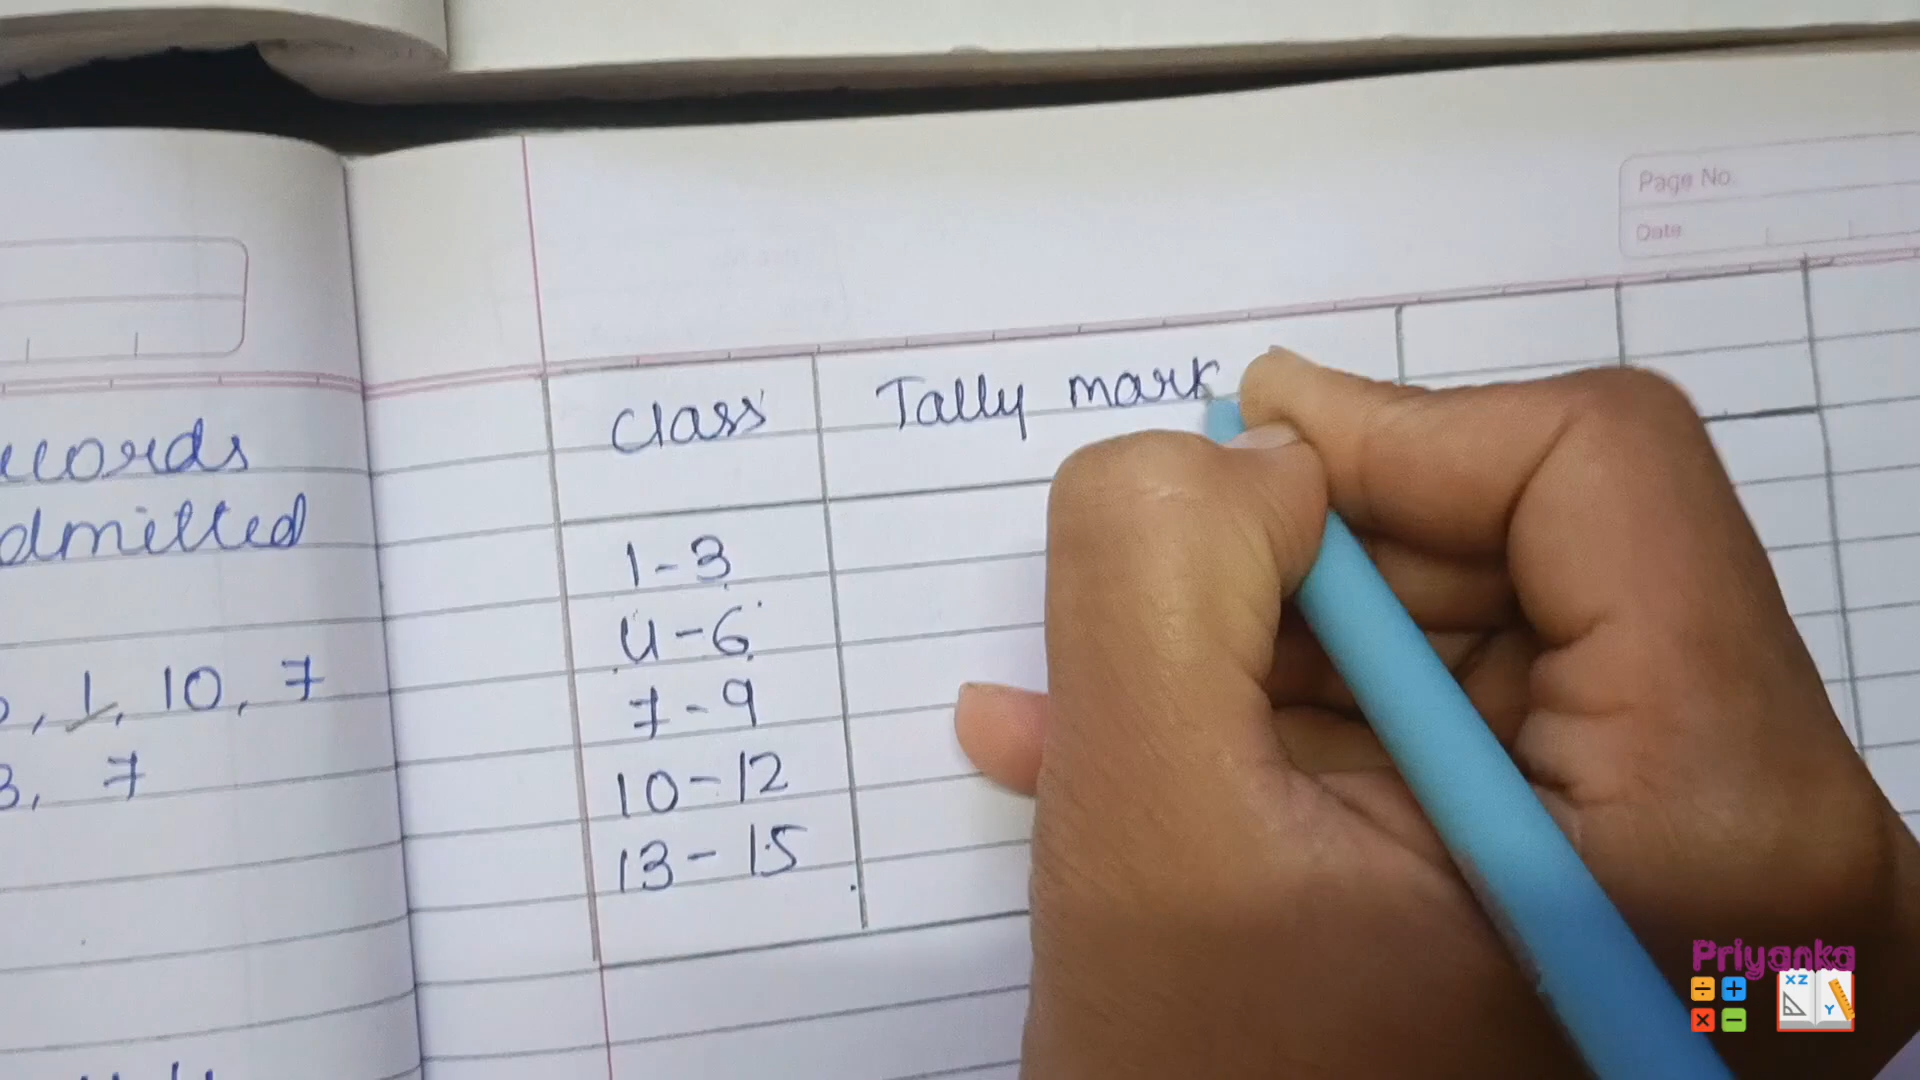 Page No.
Date
Class Tally mark
1-3
4-6
7-9
10-12
13-15
admitted
, 1, 10, 7
3, 7
Priyanka
XZ
Y